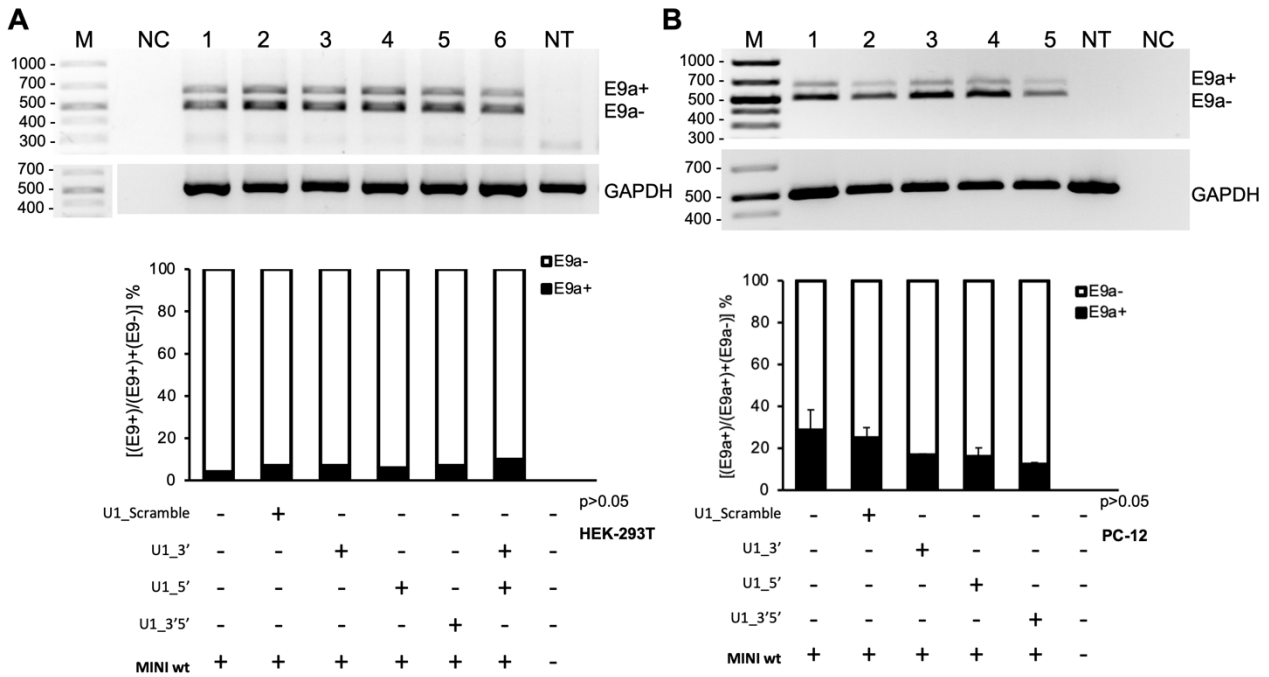 A
M NC 1 2 3 4 5 6 NT
1000 -
700 -
500 -
400 -
300 -
E9a+
E9a-
700 -
500 -
400 -
GAPDH
[(E9+)/(E9+)+(E9-)] %
100
80
60
40
20
0
E9a-
E9a+
p>0.05
HEK-293T
U1_Scramble - + - - - - -
U1_3' - - + - - + -
U1_5' - - - + - + -
U1_3'5' - - - - + - -
MINI wt + + + + + + -
B
M 1 2 3 4 5 NT NC
1000 -
700 -
500 -
400 -
300 -
E9a+
E9a-
700 -
500 -
400 -
GAPDH
[(E9a+)/(E9a+)+(E9a-)] %
100
80
60
40
20
0
E9a-
E9a+
p>0.05
PC-12
U1_Scramble - + - - - -
U1_3' - - + - - -
U1_5' - - - + - -
U1_3'5' - - - - + -
MINI wt + + + + + -